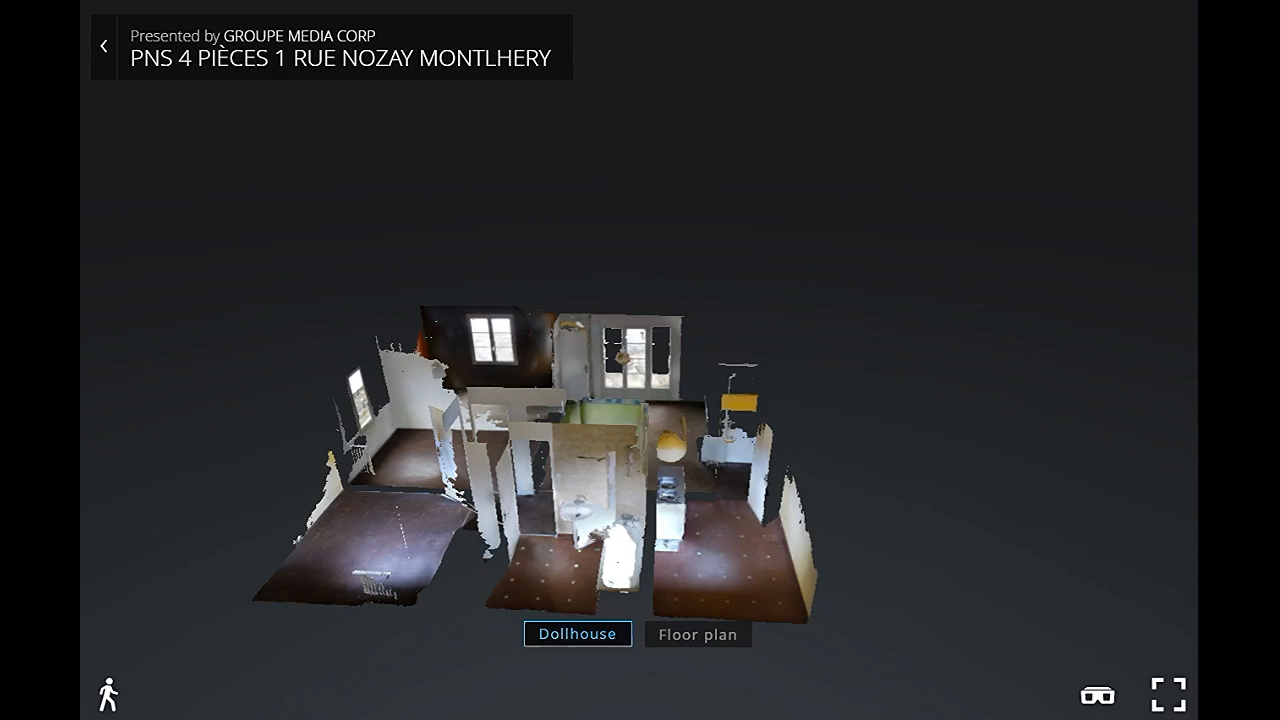 Presented by GROUPE MEDIA CORP
PNS 4 PIÈCES 1 RUE NOZAY MONTLHERY
Dollhouse
Floor plan